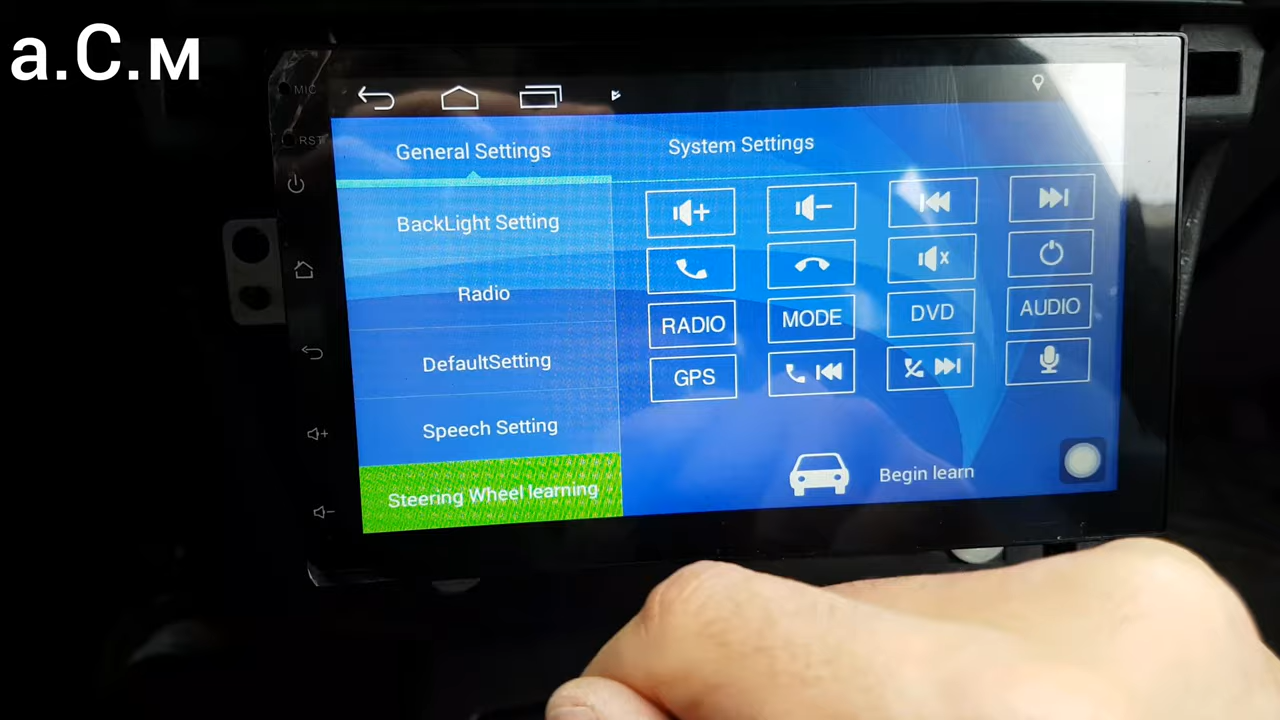 a.C.м
MIC
RST
General Settings
System Settings
BackLight Setting
Radio
DefaultSetting
Speech Setting
Steering Wheel learning
RADIO
MODE
DVD
AUDIO
GPS
Begin learn